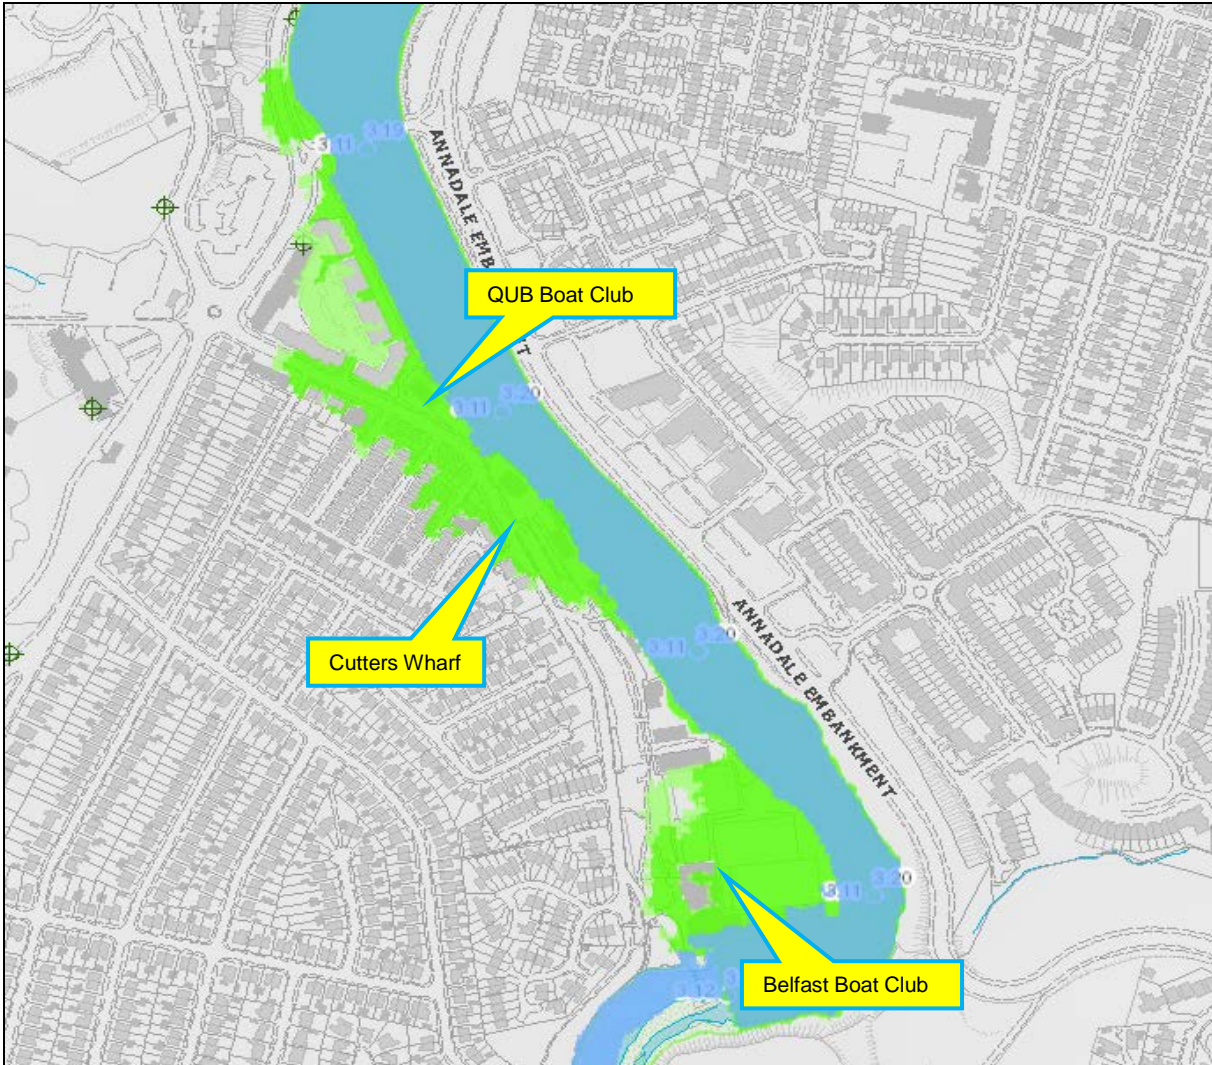 3.11 3.19
ANNADALE EMB
T
QUB Boat Club
3.11 3.20
Cutters Wharf
3.11 3.20
ANNADALE EMBANKMENT
3.11 3.20
Belfast Boat Club
3.12